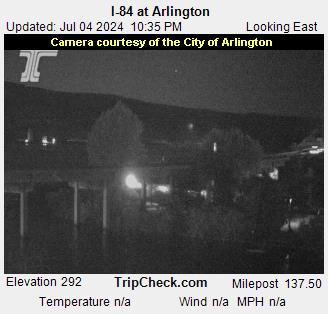 I-84 at Arlington
Updated: Jul 04 2024 10:35 PM Looking East
Camera courtesy of the City of Arlington
Elevation 292 TripCheck.com Milepost 137.50
Temperature n/a Wind n/a MPH n/a